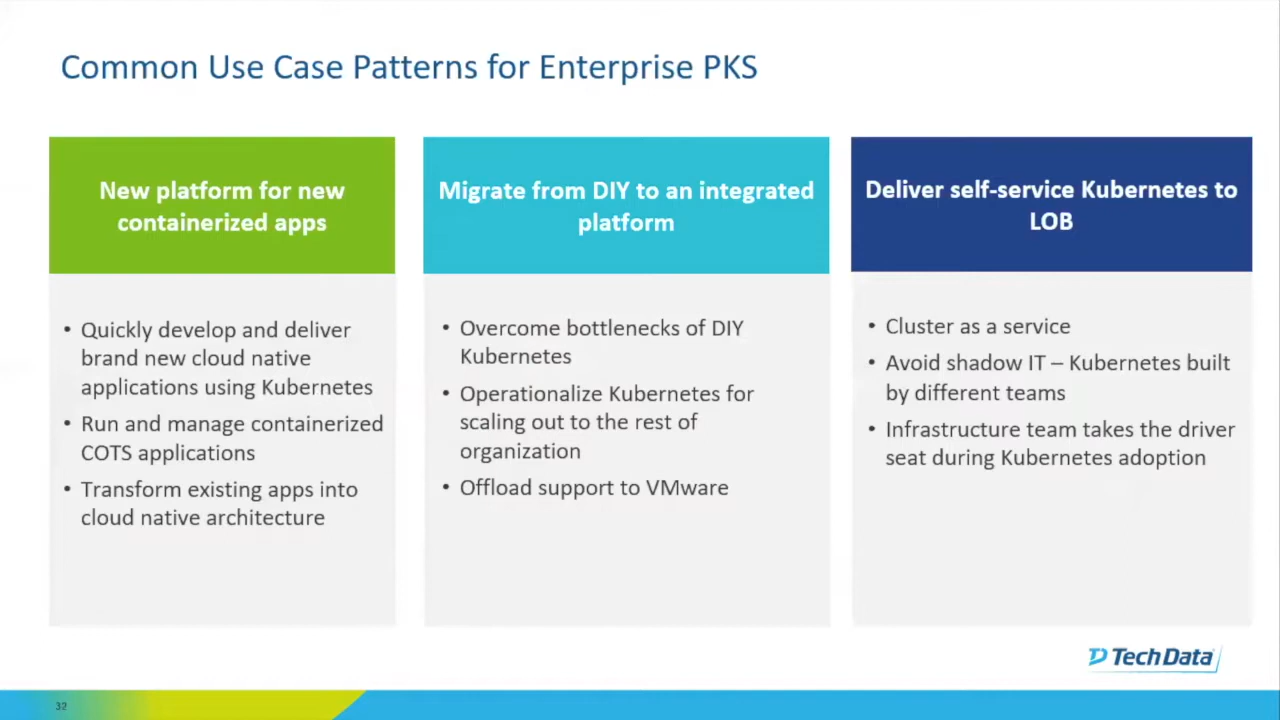 Common Use Case Patterns for Enterprise PKS
New platform for new
containerized apps
• Quickly develop and deliver
brand new cloud native
applications using Kubernetes
• Run and manage containerized
COTS applications
• Transform existing apps into
cloud native architecture
Migrate from DIY to an integrated
platform
• Overcome bottlenecks of DIY
Kubernetes
• Operationalize Kubernetes for
scaling out to the rest of
organization
• Offload support to VMware
Deliver self-service Kubernetes to
LOB
• Cluster as a service
• Avoid shadow IT – Kubernetes built
by different teams
• Infrastructure team takes the driver
seat during Kubernetes adoption
Tech Data
32